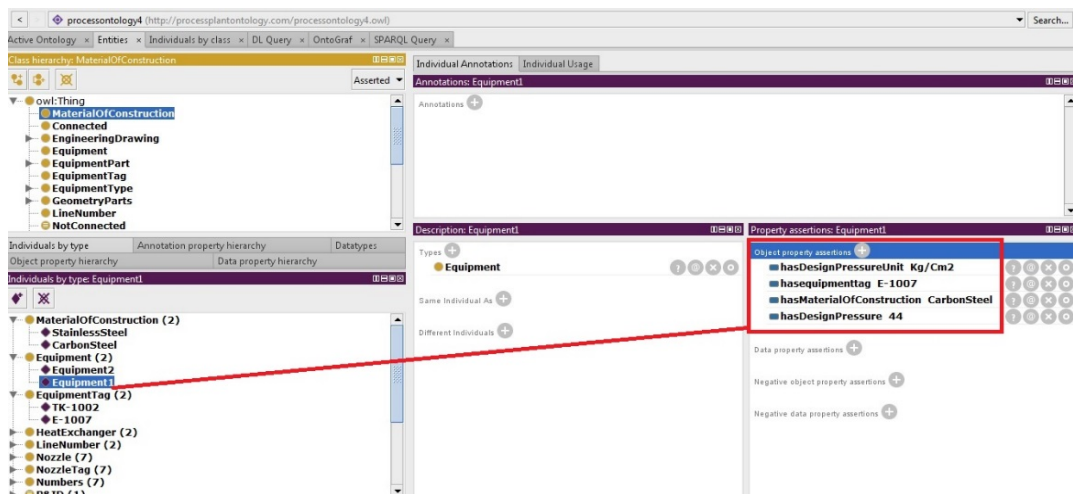 <
processontology4 (http://processplantontology.com/processontology4.owl)
Search...
Active Ontology × Entities × Individuals by class × DL Query × OntoGraf × SPARQL Query ×
Class hierarchy: MaterialOfConstruction
Asserted
owl:Thing
MaterialOfConstruction
Connected
EngineeringDrawing
Equipment
EquipmentPart
EquipmentTag
EquipmentType
GeometryParts
LineNumber
NotConnected
Individuals by type Annotation property hierarchy Datatypes
Object property hierarchy Data property hierarchy
Individuals by type: Equipment1
MaterialOfConstruction (2)
StainlessSteel
CarbonSteel
Equipment (2)
Equipment2
Equipment1
EquipmentTag (2)
TK-1002
E-1007
HeatExchanger (2)
LineNumber (2)
Nozzle (7)
NozzleTag (7)
Numbers (7)
P&ID (1)
Individual Annotations Individual Usage
Annotations: Equipment1
Annotations
Description: Equipment1
Types
Equipment
Same Individual As
Different Individuals
Property assertions: Equipment1
Object property assertions
hasDesignPressureUnit Kg/Cm2
hasequipmenttag E-1007
hasMaterialOfConstruction CarbonSteel
hasDesignPressure 44
Data property assertions
Negative object property assertions
Negative data property assertions